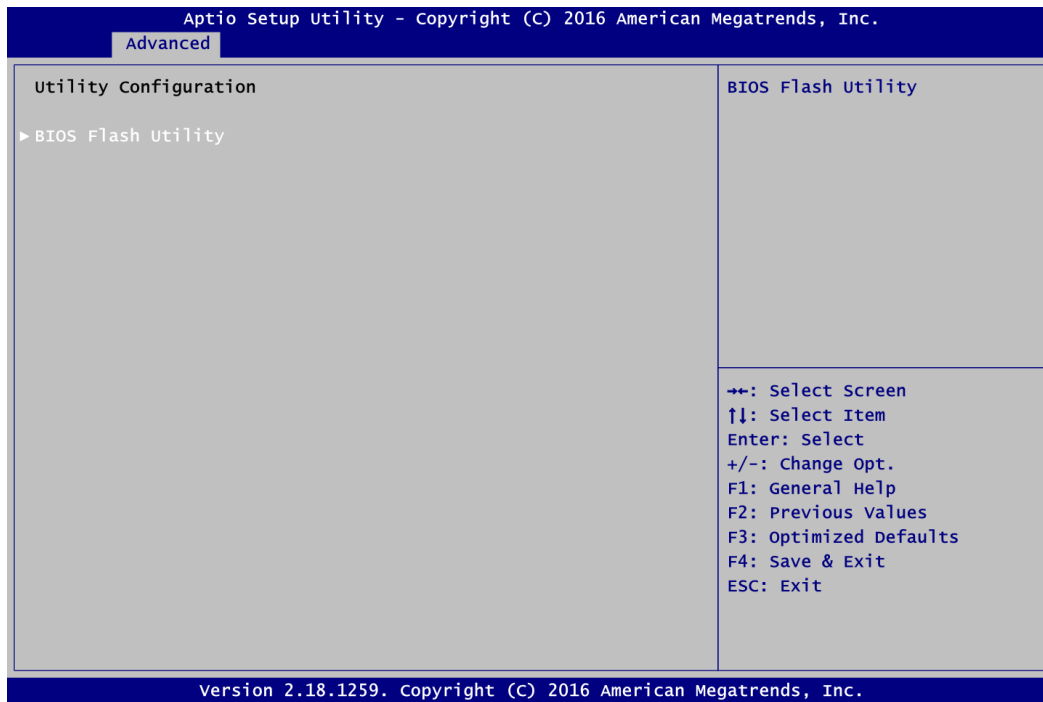 Aptio Setup Utility – Copyright (C) 2016 American Megatrends, Inc.
Advanced
Utility Configuration
►BIOS Flash Utility
BIOS Flash Utility
→←: Select Screen
↑↓: Select Item
Enter: Select
+/-: Change Opt.
F1: General Help
F2: Previous Values
F3: Optimized Defaults
F4: Save & Exit
ESC: Exit
Version 2.18.1259. Copyright (C) 2016 American Megatrends, Inc.